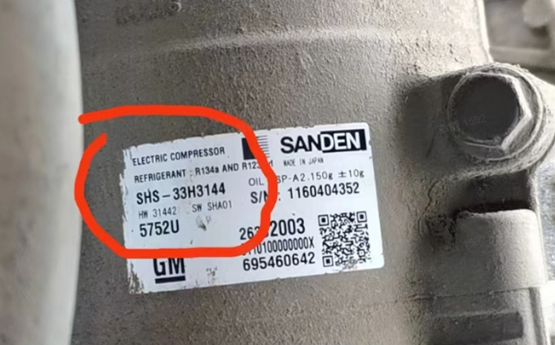 ELECTRIC COMPRESSOR
SANDEN
REFRIGERANT : R134a AND
MADE IN JAPAN
SHS-33H3144
OIL ±10g
HW 31442 SW SHA01
S/N: 1160404352
5752U
GM
695460642